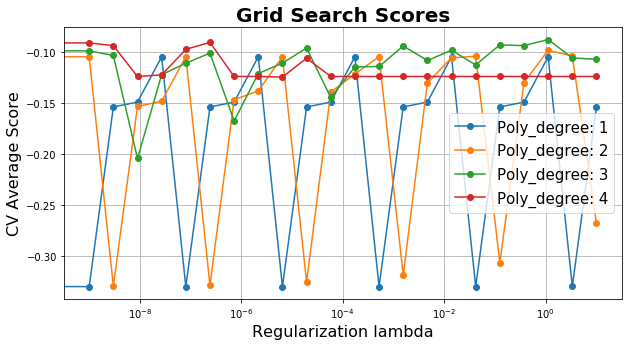 Grid Search Scores
CV Average Score
−0.10
−0.15
−0.20
−0.25
−0.30
Poly_degree: 1
Poly_degree: 2
Poly_degree: 3
Poly_degree: 4
10⁻⁸ 10⁻⁶ 10⁻⁴ 10⁻² 10⁰
Regularization lambda